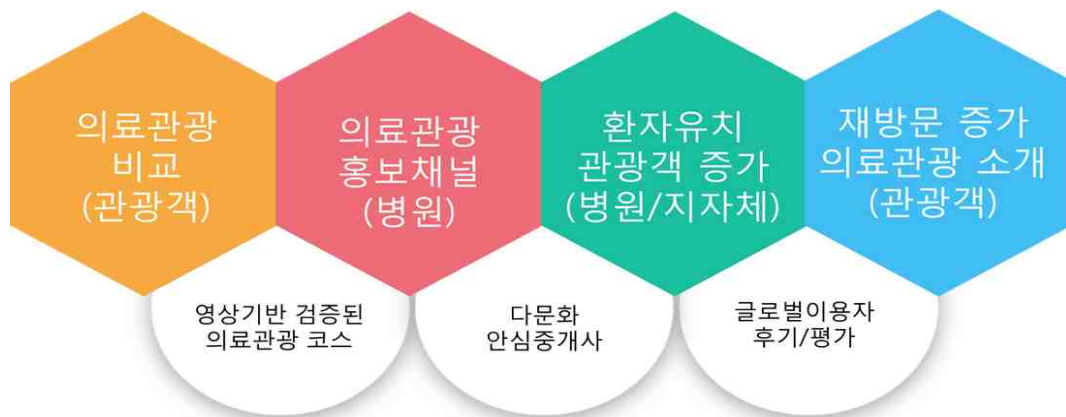 의료관광
비교
(관광객)
의료관광
홍보채널
(병원)
환자유치
관광객 증가
(병원/지자체)
재방문 증가
의료관광 소개
(관광객)
영상기반 검증된
의료관광 코스
다문화
안심중개사
글로벌이용자
후기/평가